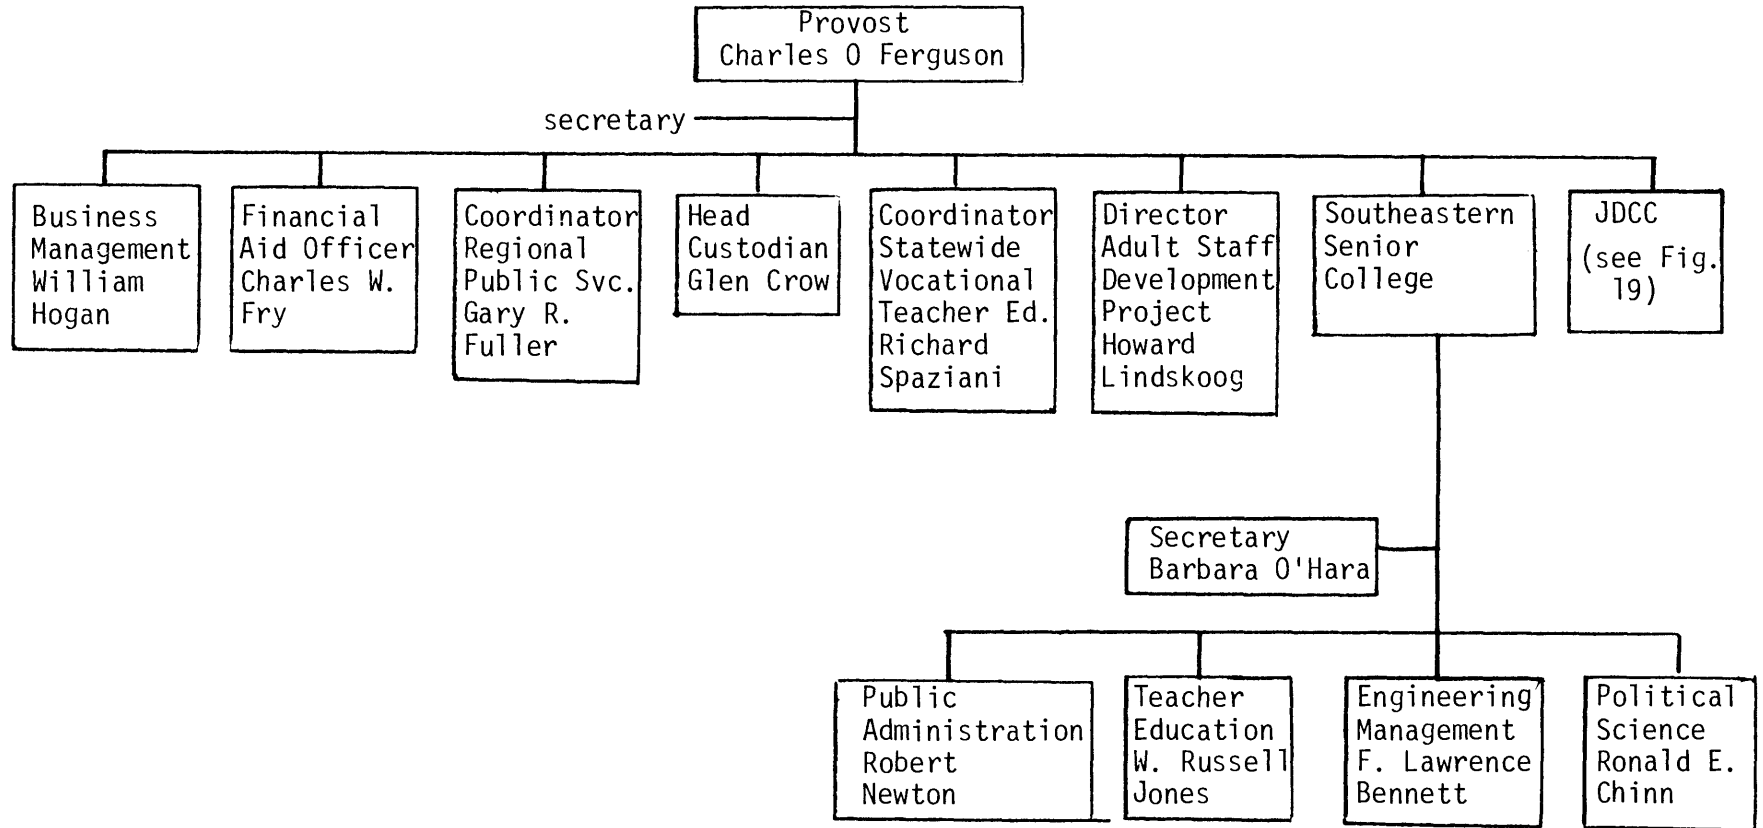 Provost
Charles O Ferguson
secretary
Business
Management
William
Hogan
Financial
Aid Officer
Charles W.
Fry
Coordinator
Regional
Public Svc.
Gary R.
Fuller
Head
Custodian
Glen Crow
Coordinator
Statewide
Vocational
Teacher Ed.
Richard
Spaziani
Director
Adult Staff
Development
Project
Howard
Lindskoog
Southeastern
Senior
College
JDCC
(see Fig.
19)
Secretary
Barbara O'Hara
Public
Administration
Robert
Newton
Teacher
Education
W. Russell
Jones
Engineering
Management
F. Lawrence
Bennett
Political
Science
Ronald E.
Chinn